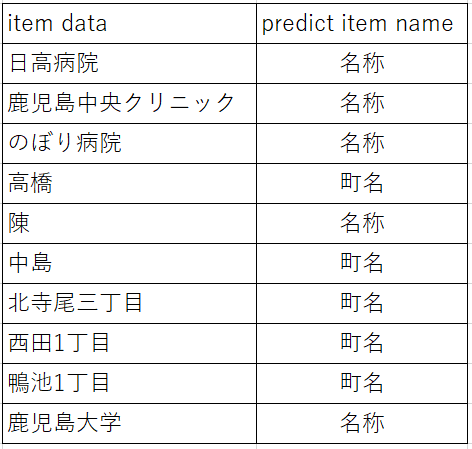 item data predict item name
日高病院 名称
鹿児島中央クリニック 名称
のぼり病院 名称
高橋 町名
陳 名称
中島 町名
北寺尾三丁目 町名
西田1丁目 町名
鴨池1丁目 町名
鹿児島大学 名称